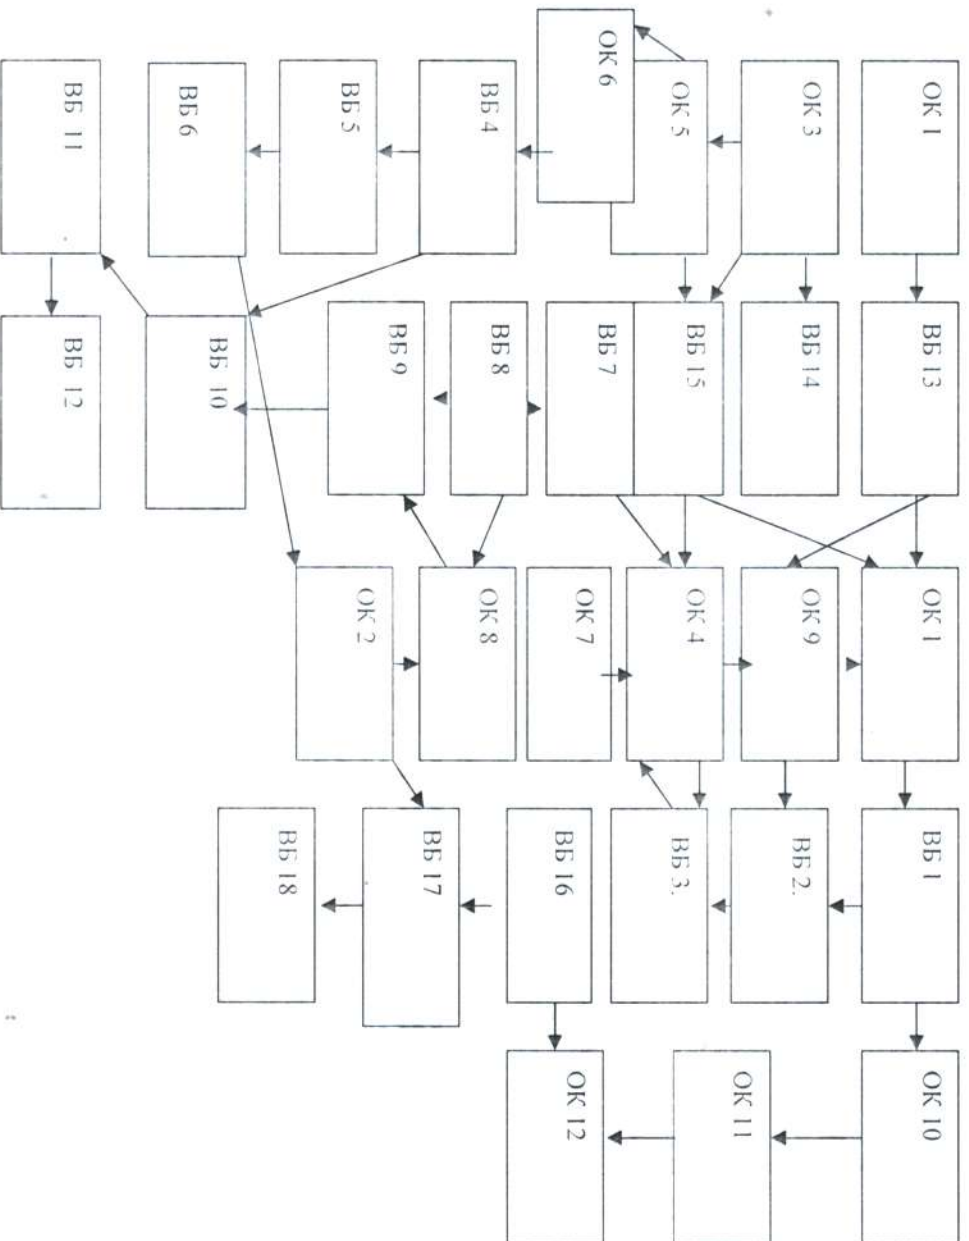 ОК 1
ВБ 13
ОК 1
ВБ 1
ОК 10
ОК 3
ВБ 14
ОК 9
ВБ 2.
ОК 11
ОК 5
ВБ 15
ОК 4
ВБ 3.
ОК 6
ВБ 7
ОК 7
ВБ 16
ОК 12
ВБ 4
ВБ 8
ОК 8
ВБ 17
ВБ 5
ВБ 9
ОК 2
ВБ 18
ВБ 6
ВБ 10
ВБ 11
ВБ 12